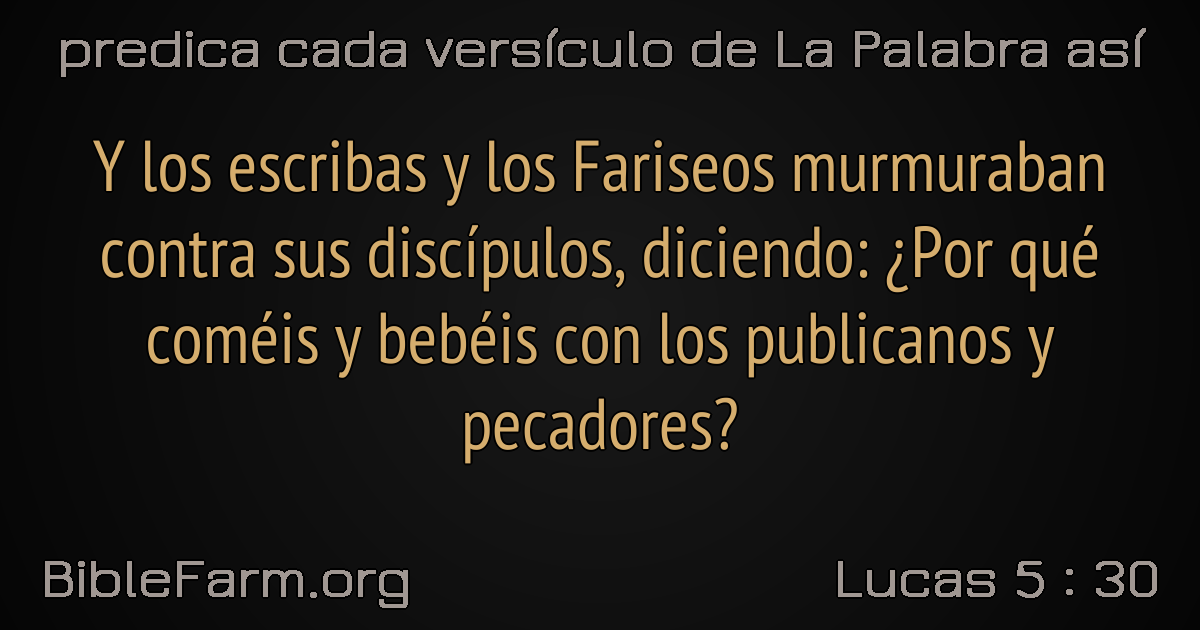 predica cada versículo de La Palabra así
Y los escribas y los Fariseos murmuraban
contra sus discípulos, diciendo: ¿Por qué
coméis y bebéis con los publicanos y
pecadores?
BibleFarm.org
Lucas 5 : 30